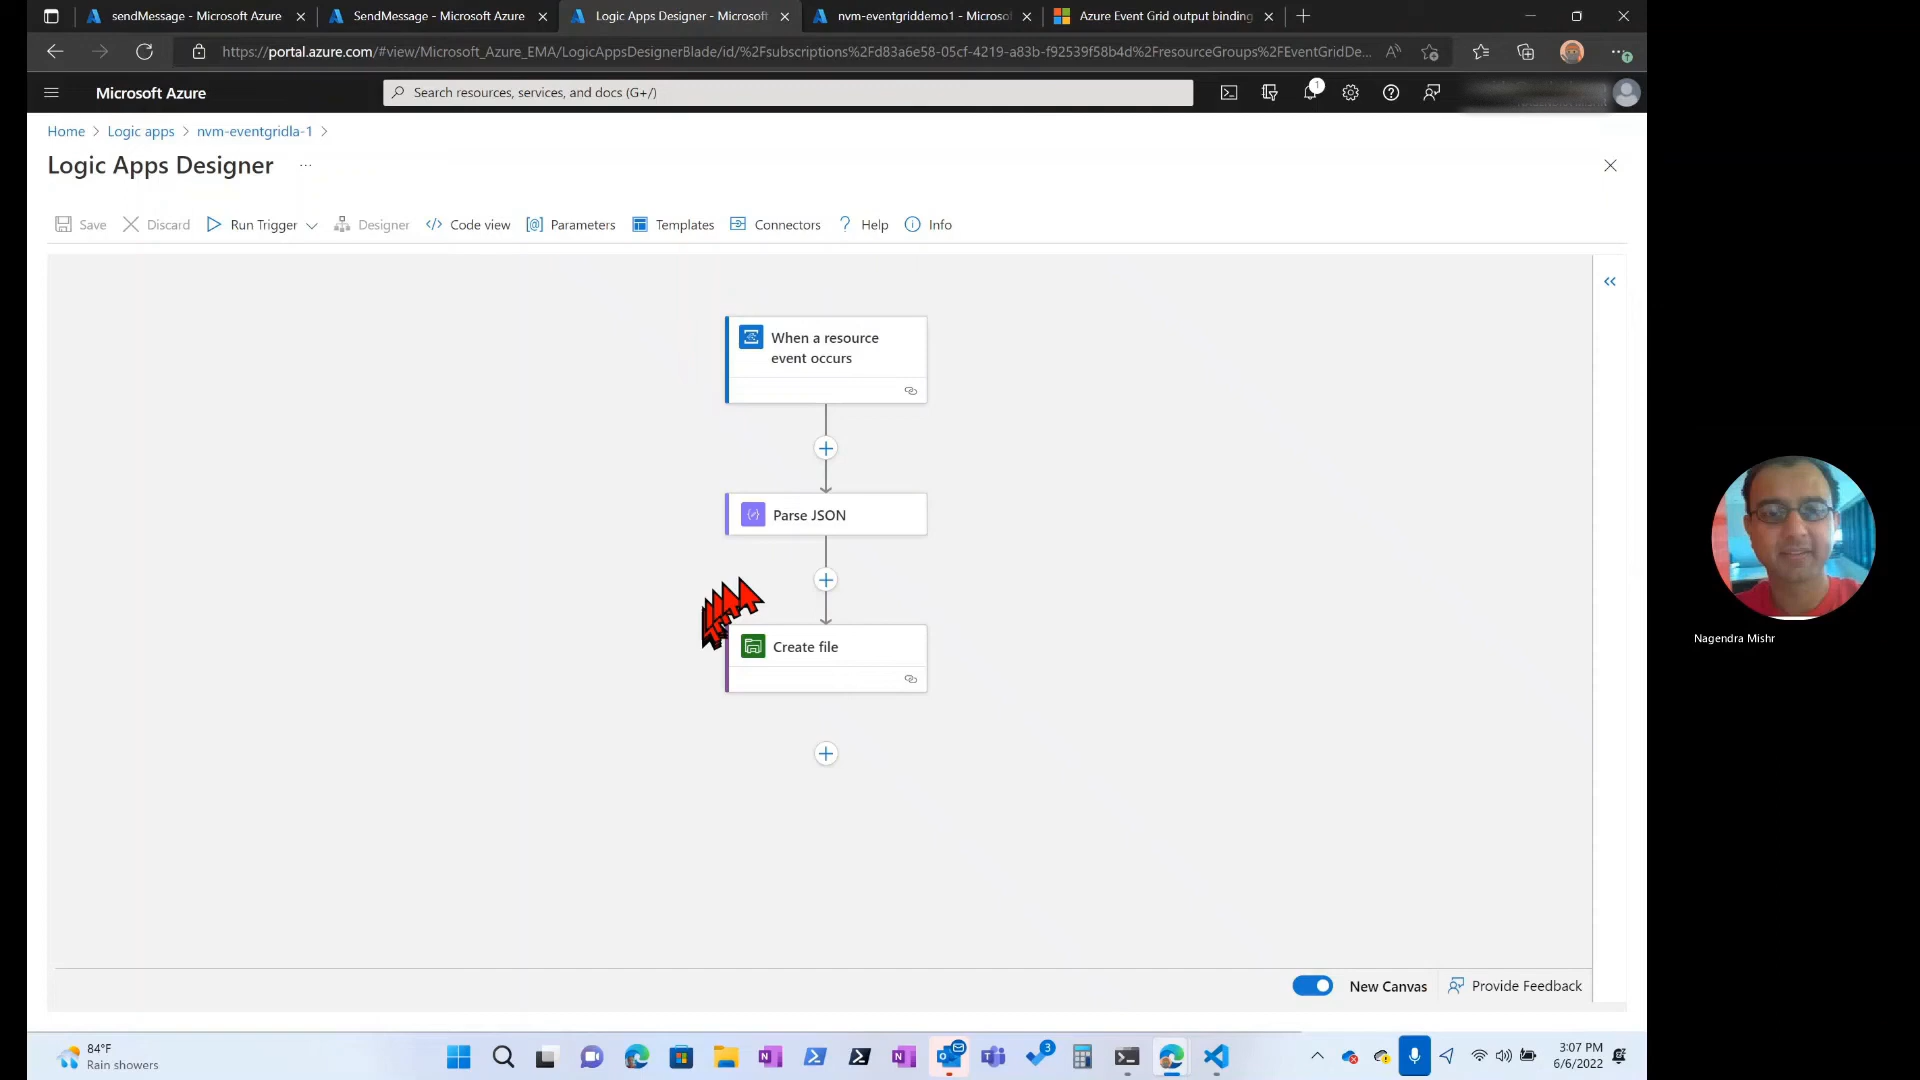 sendMessage - Microsoft Azure
SendMessage - Microsoft Azure
Logic Apps Designer - Microsoft
nvm-eventgriddemo1 - Microso
Azure Event Grid output binding
https://portal.azure.com/#view/Microsoft_Azure_EMA/LogicAppsDesignerBlade/id/%2Fsubscriptions%2Fd83a6e58-05cf-4219-a83b-f92539f58b4d%2FresourceGroups%2FEventGridDe...
Microsoft Azure
Search resources, services, and docs (G+/)
1
Home > Logic apps > nvm-eventgridla-1 >
Logic Apps Designer ...
Save
Discard
Run Trigger
Designer
Code view
Parameters
Templates
Connectors
Help
Info
When a resource
event occurs
Parse JSON
Create file
Nagendra Mishr
New Canvas
Provide Feedback
84°F
Rain showers
3
3:07 PM
6/6/2022